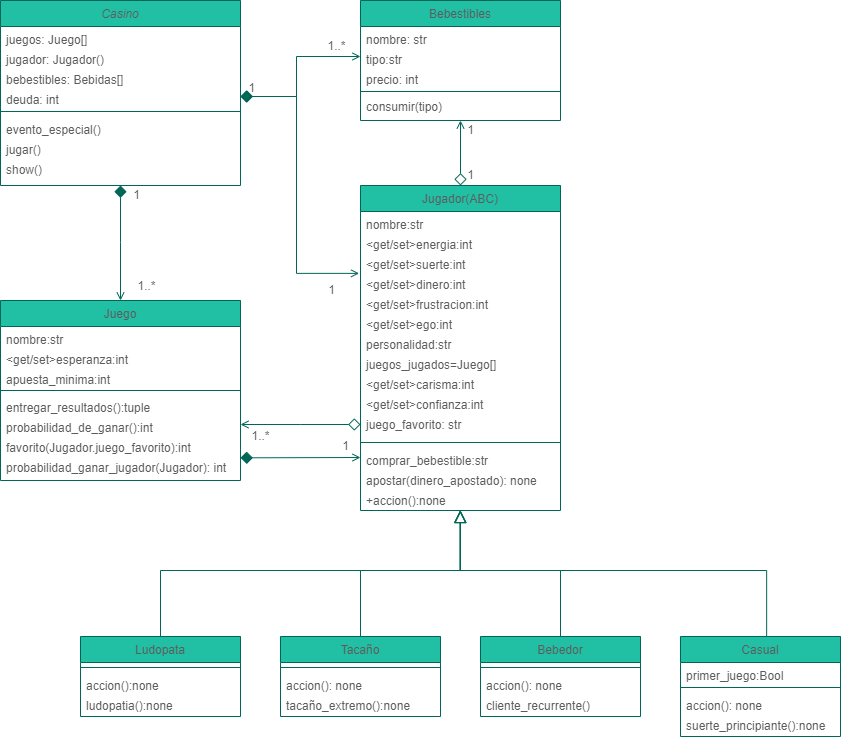 Casino
juegos: Juego[]
jugador: Jugador()
bebestibles: Bebidas[]
deuda: int
evento_especial()
jugar()
show()
Bebestibles
nombre: str
tipo:str
precio: int
consumir(tipo)
1..*
1
1
1
1
1
1..*
Jugador(ABC)
nombre:str
<get/set>energia:int
<get/set>suerte:int
<get/set>dinero:int
<get/set>frustracion:int
<get/set>ego:int
personalidad:str
juegos_jugados=Juego[]
<get/set>carisma:int
<get/set>confianza:int
juego_favorito: str
comprar_bebestible:str
apostar(dinero_apostado): none
+accion():none
Juego
nombre:str
<get/set>esperanza:int
apuesta_minima:int
entregar_resultados():tuple
probabilidad_de_ganar():int
favorito(Jugador.juego_favorito):int
probabilidad_ganar_jugador(Jugador): int
1..*
1
Ludopata
accion():none
ludopatia():none
Tacaño
accion(): none
tacaño_extremo():none
Bebedor
accion(): none
cliente_recurrente()
Casual
primer_juego:Bool
accion(): none
suerte_principiante():none